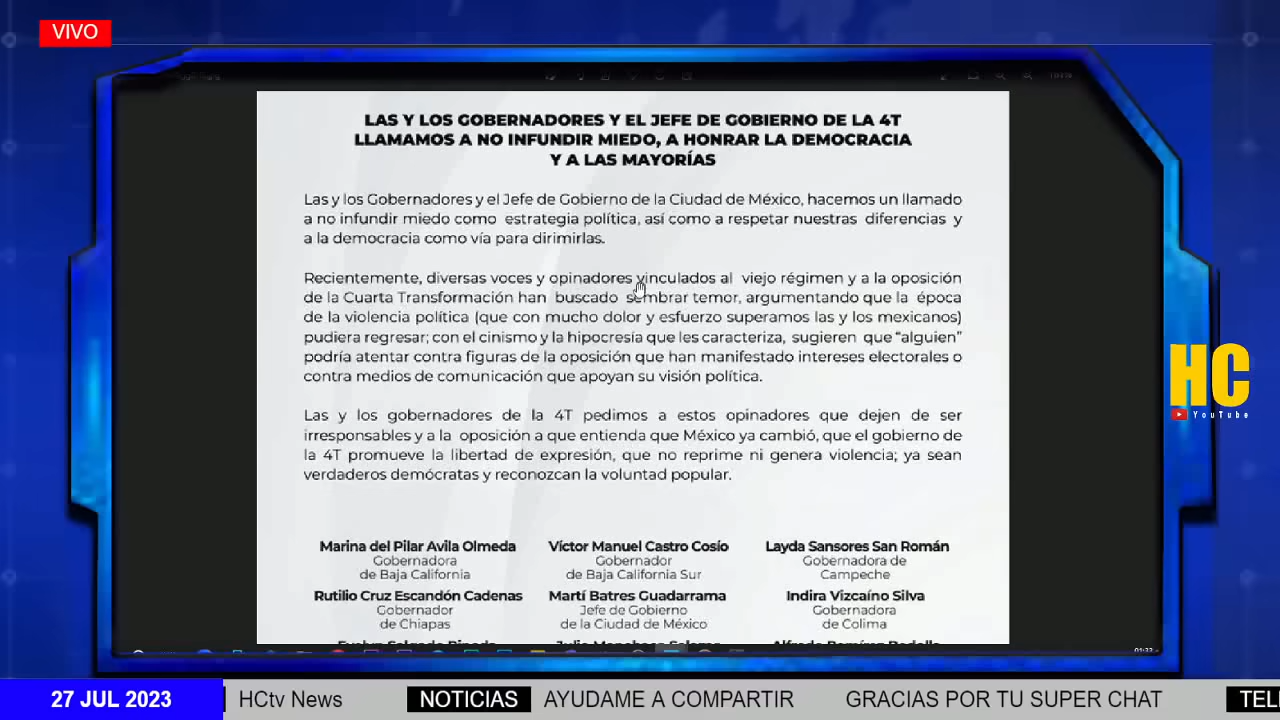 VIVO
LAS Y LOS GOBERNADORES Y EL JEFE DE GOBIERNO DE LA 4T
LLAMAMOS A NO INFUNDIR MIEDO, A HONRAR LA DEMOCRACIA
Y A LAS MAYORÍAS
Las y los Gobernadores y el Jefe de Gobierno de la Ciudad de México, hacemos un llamado
a no infundir miedo como estrategia política, así como a respetar nuestras diferencias y
a la democracia como vía para dirimirlas.
Recientemente, diversas voces y opinadores vinculados al viejo régimen y a la oposición
de la Cuarta Transformación han buscado sembrar temor, argumentando que la época
de la violencia política (que con mucho dolor y esfuerzo superamos las y los mexicanos)
pudiera regresar; con el cinismo y la hipocresía que les caracteriza, sugieren que “alguien”
podría atentar contra figuras de la oposición que han manifestado intereses electorales o
contra medios de comunicación que apoyan su visión política.
Las y los gobernadores de la 4T pedimos a estos opinadores que dejen de ser
irresponsables y a la oposición a que entienda que México ya cambió, que el gobierno de
la 4T promueve la libertad de expresión, que no reprime ni genera violencia; ya sean
verdaderos demócratas y reconozcan la voluntad popular.
Marina del Pilar Avila Olmeda
Gobernadora
de Baja California
Víctor Manuel Castro Cosío
Gobernador
de Baja California Sur
Layda Sansores San Román
Gobernadora de
Campeche
Rutilio Cruz Escandón Cadenas
Gobernador
de Chiapas
Martí Batres Guadarrama
Jefe de Gobierno
de la Ciudad de México
Indira Vizcaíno Silva
Gobernadora
de Colima
HC
YouTube
27 JUL 2023
HCtv News
NOTICIAS
AYUDAME A COMPARTIR
GRACIAS POR TU SUPER CHAT